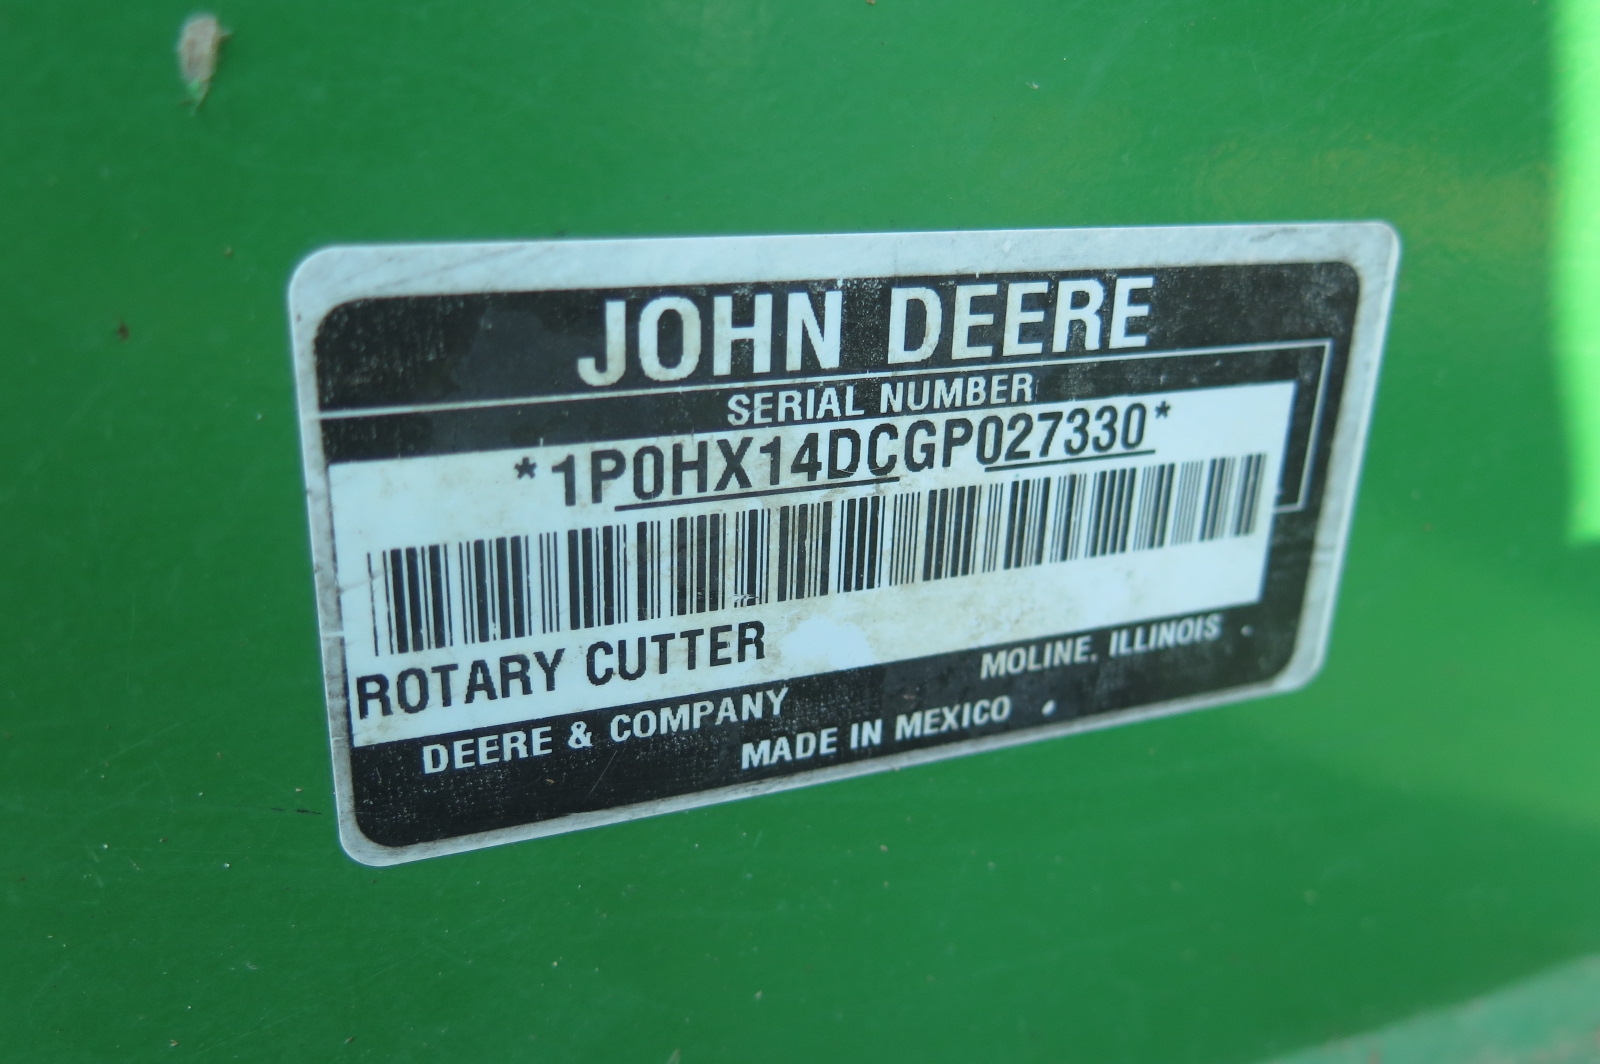 JOHN DEERE
SERIAL NUMBER
*1P0HX14DCGP027330*
ROTARY CUTTER
DEERE & COMPANY MOLINE, ILLINOIS
MADE IN MEXICO